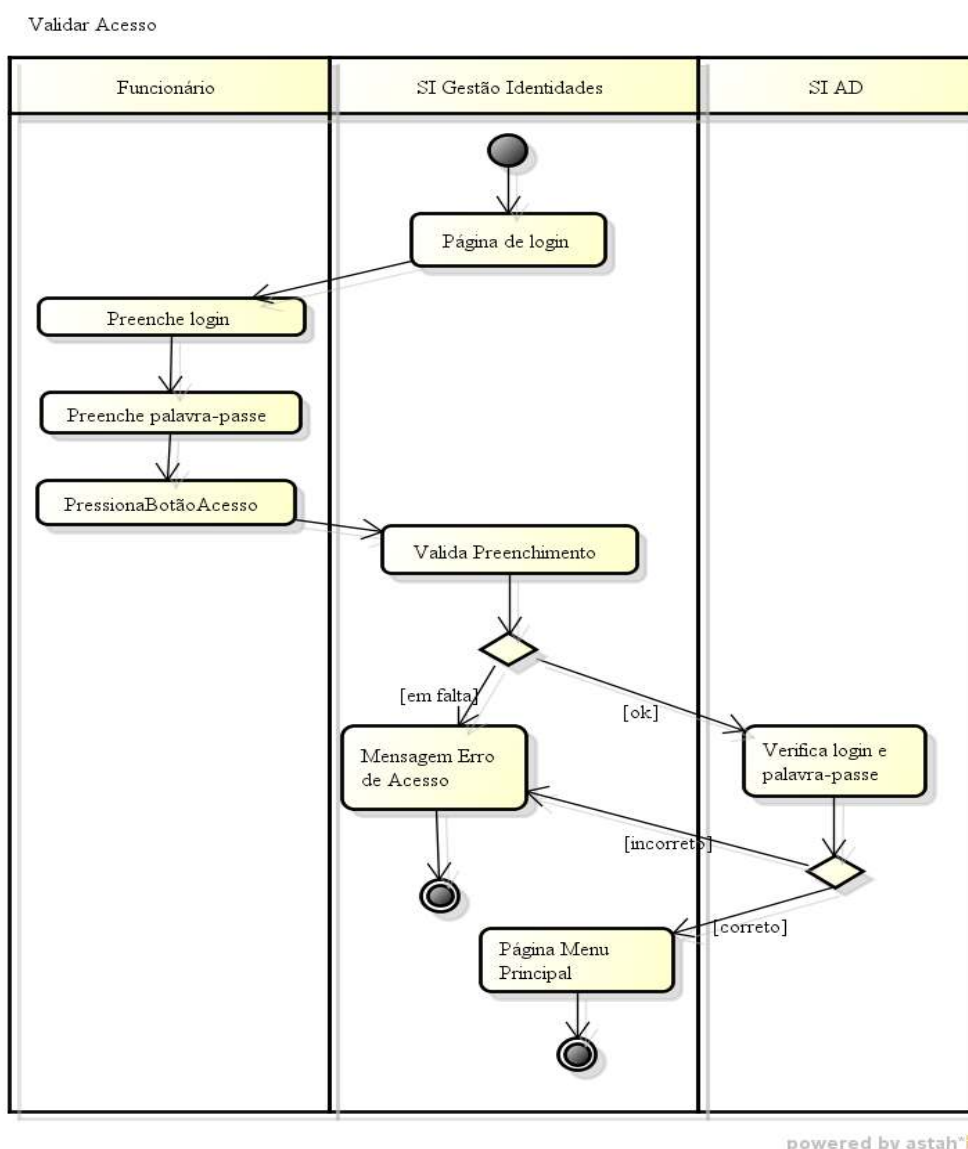 Validar Acesso
Funcionário
SI Gestão Identidades
SI AD
Página de login
Preenche login
Preenche palavra-passe
PressionaBotãoAcesso
Valida Preenchimento
[em falta]
[ok]
Mensagem Erro
de Acesso
Verifica login e
palavra-passe
[incorreto]
[correto]
Página Menu
Principal
powered by astah*